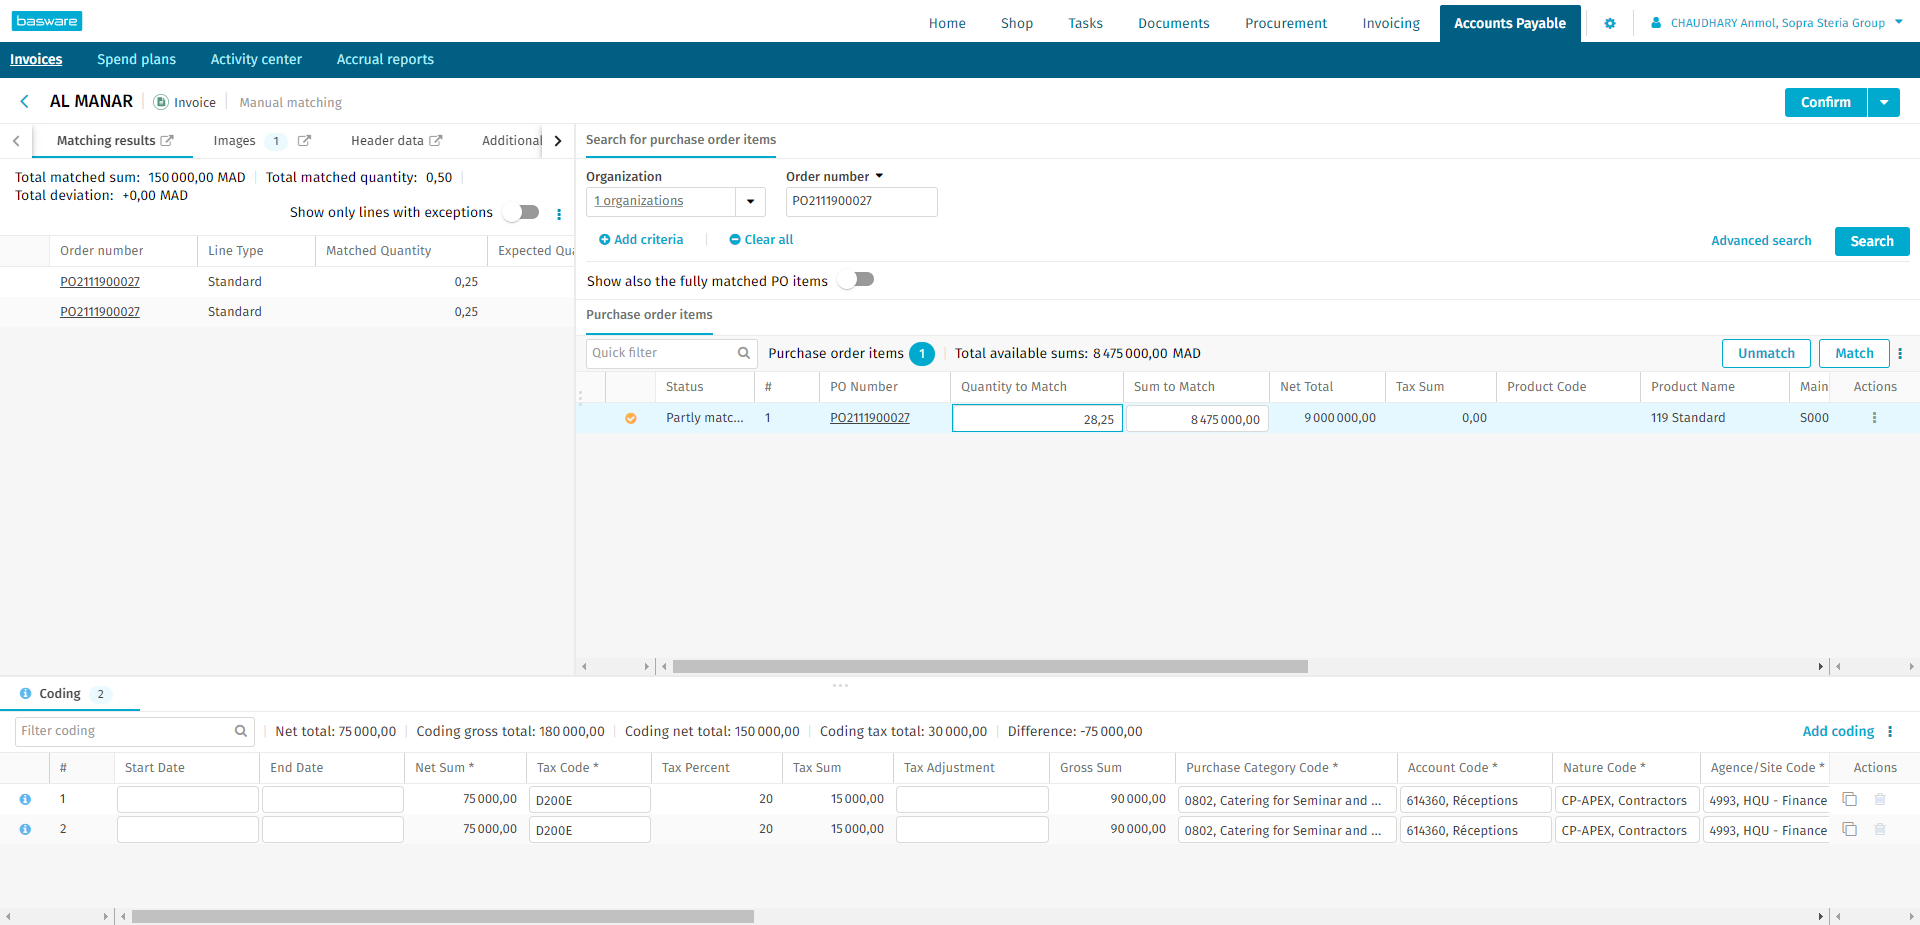 basware
Home Shop Tasks Documents Procurement Invoicing Accounts Payable CHAUDHARY Anmol, Sopra Steria Group
Invoices Spend plans Activity center Accrual reports
AL MANAR Invoice Manual matching Confirm
Matching results Images 1 Header data Additional
Total matched sum: 150 000,00 MAD Total matched quantity: 0,50
Total deviation: +0,00 MAD
Show only lines with exceptions
Order number Line Type Matched Quantity Expected Qua
PO2111900027 Standard 0,25
PO2111900027 Standard 0,25
Search for purchase order items
Organization Order number
1 organizations PO2111900027
Add criteria Clear all Advanced search Search
Show also the fully matched PO items
Purchase order items
Quick filter Purchase order items 1 Total available sums: 8 475 000,00 MAD Unmatch Match
Status # PO Number Quantity to Match Sum to Match Net Total Tax Sum Product Code Product Name Main Actions
Partly matc... 1 PO2111900027 28,25 8 475 000,00 9 000 000,00 0,00 119 Standard S000
Coding 2
Filter coding Net total: 75 000,00 Coding gross total: 180 000,00 Coding net total: 150 000,00 Coding tax total: 30 000,00 Difference: -75 000,00 Add coding
# Start Date End Date Net Sum * Tax Code * Tax Percent Tax Sum Tax Adjustment Gross Sum Purchase Category Code * Account Code * Nature Code * Agence/Site Code * Actions
1 75 000,00 D200E 20 15 000,00 90 000,00 0802, Catering for Seminar and ... 614360, Réceptions CP-APEX, Contractors 4993, HQU - Finance
2 75 000,00 D200E 20 15 000,00 90 000,00 0802, Catering for Seminar and ... 614360, Réceptions CP-APEX, Contractors 4993, HQU - Finance